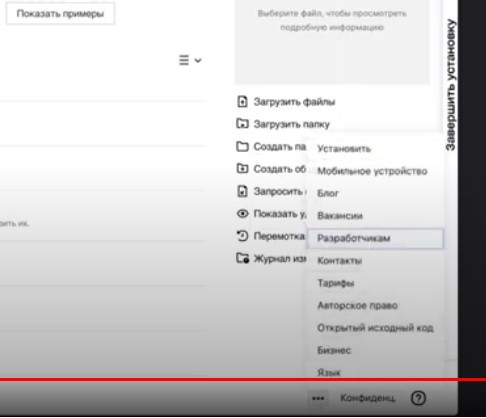 Показать примеры
Выберите файл, чтобы просмотреть
подробную информацию
Завершить установку
Загрузить файлы
Загрузить папку
Создать па
Создать об
Запросить
Показать у
Перемотка
Журнал изм
вить их.
Установить
Мобильное устройство
Блог
Вакансии
Разработчикам
Контакты
Тарифы
Авторское право
Открытый исходный код
Бизнес
Язык
Конфиденц.